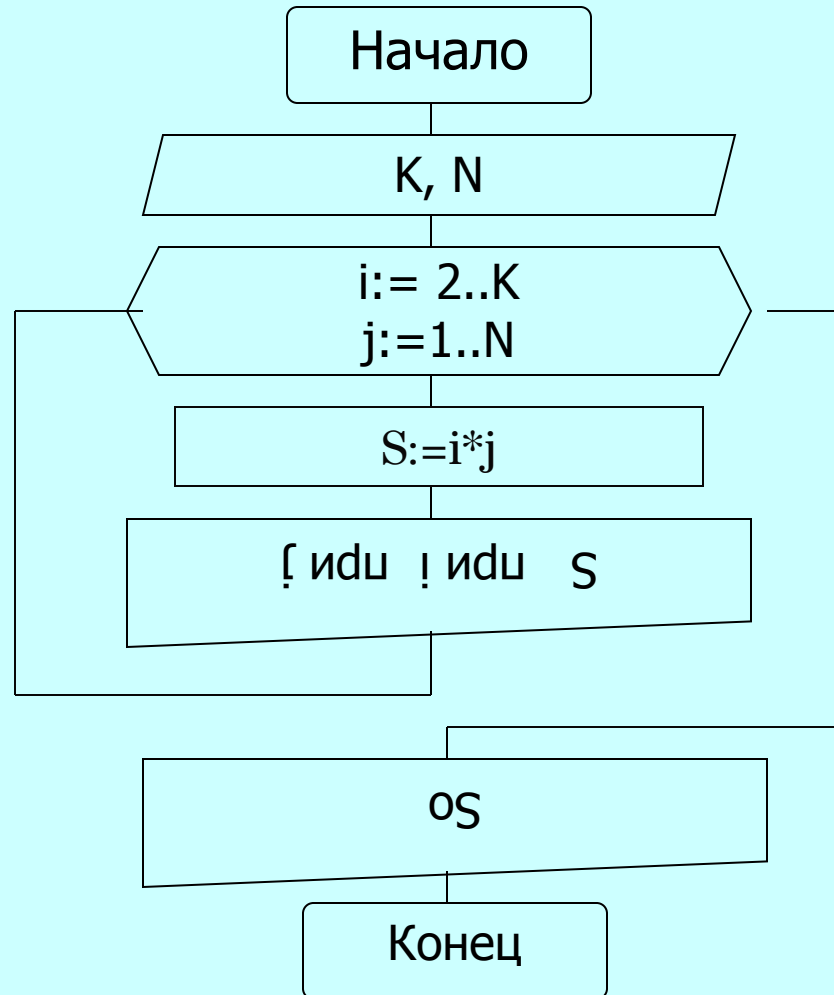 Начало
K, N
i:= 2..K
j:=1..N
S:=i*j
S при i при j
So
Конец